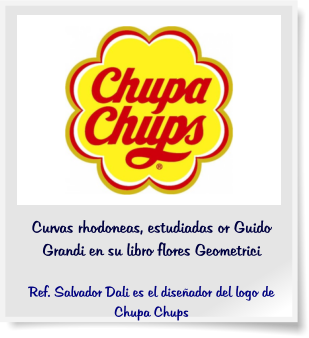 Chupa
Chups
®
Curvas rhodoneas, estudiadas or Guido
Grandi en su libro flores Geometrici
Ref. Salvador Dali es el diseñador del logo de
Chupa Chups